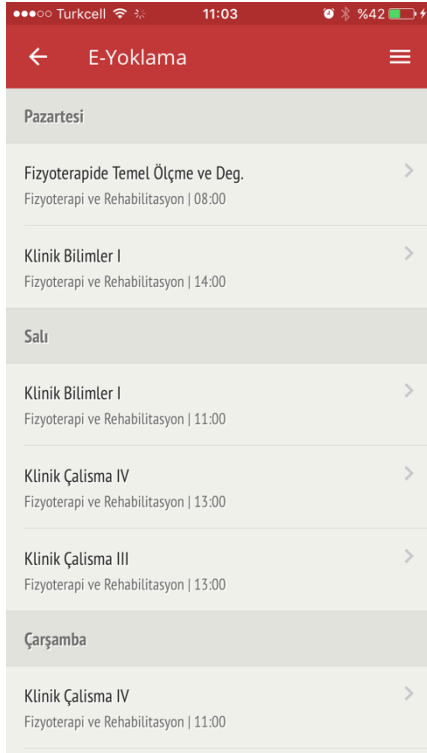 Turkcell 11:03 %42
E-Yoklama
Pazartesi
Fizyoterapide Temel Ölçme ve Deg.
Fizyoterapi ve Rehabilitasyon | 08:00
Klinik Bilimler I
Fizyoterapi ve Rehabilitasyon | 14:00
Salı
Klinik Bilimler I
Fizyoterapi ve Rehabilitasyon | 11:00
Klinik Çalisma IV
Fizyoterapi ve Rehabilitasyon | 13:00
Klinik Çalisma III
Fizyoterapi ve Rehabilitasyon | 13:00
Çarşamba
Klinik Çalisma IV
Fizyoterapi ve Rehabilitasyon | 11:00